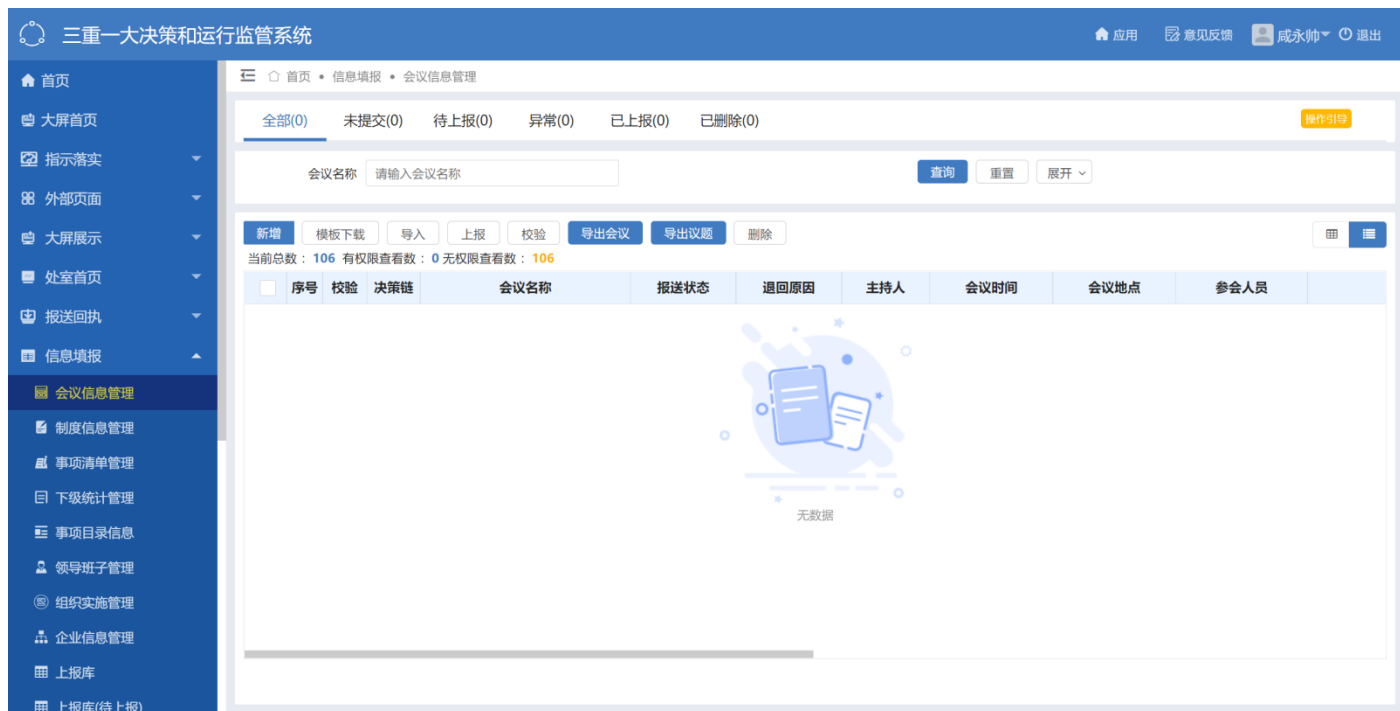 三重一大决策和运行监管系统
应用 意见反馈 咸永帅 退出
首页
大屏首页
指示落实
外部页面
大屏展示
处室首页
报送回执
信息填报
会议信息管理
制度信息管理
事项清单管理
下级统计管理
事项目录信息
领导班子管理
组织实施管理
企业信息管理
上报库
上报库(待上报)
首页 • 信息填报 • 会议信息管理
全部(0) 未提交(0) 待上报(0) 异常(0) 已上报(0) 已删除(0) 操作引导
会议名称 请输入会议名称 查询 重置 展开
新增 模板下载 导入 上报 校验 导出会议 导出议题 删除
当前总数：106 有权限查看数：0 无权限查看数：106
序号 校验 决策链 会议名称 报送状态 退回原因 主持人 会议时间 会议地点 参会人员
无数据